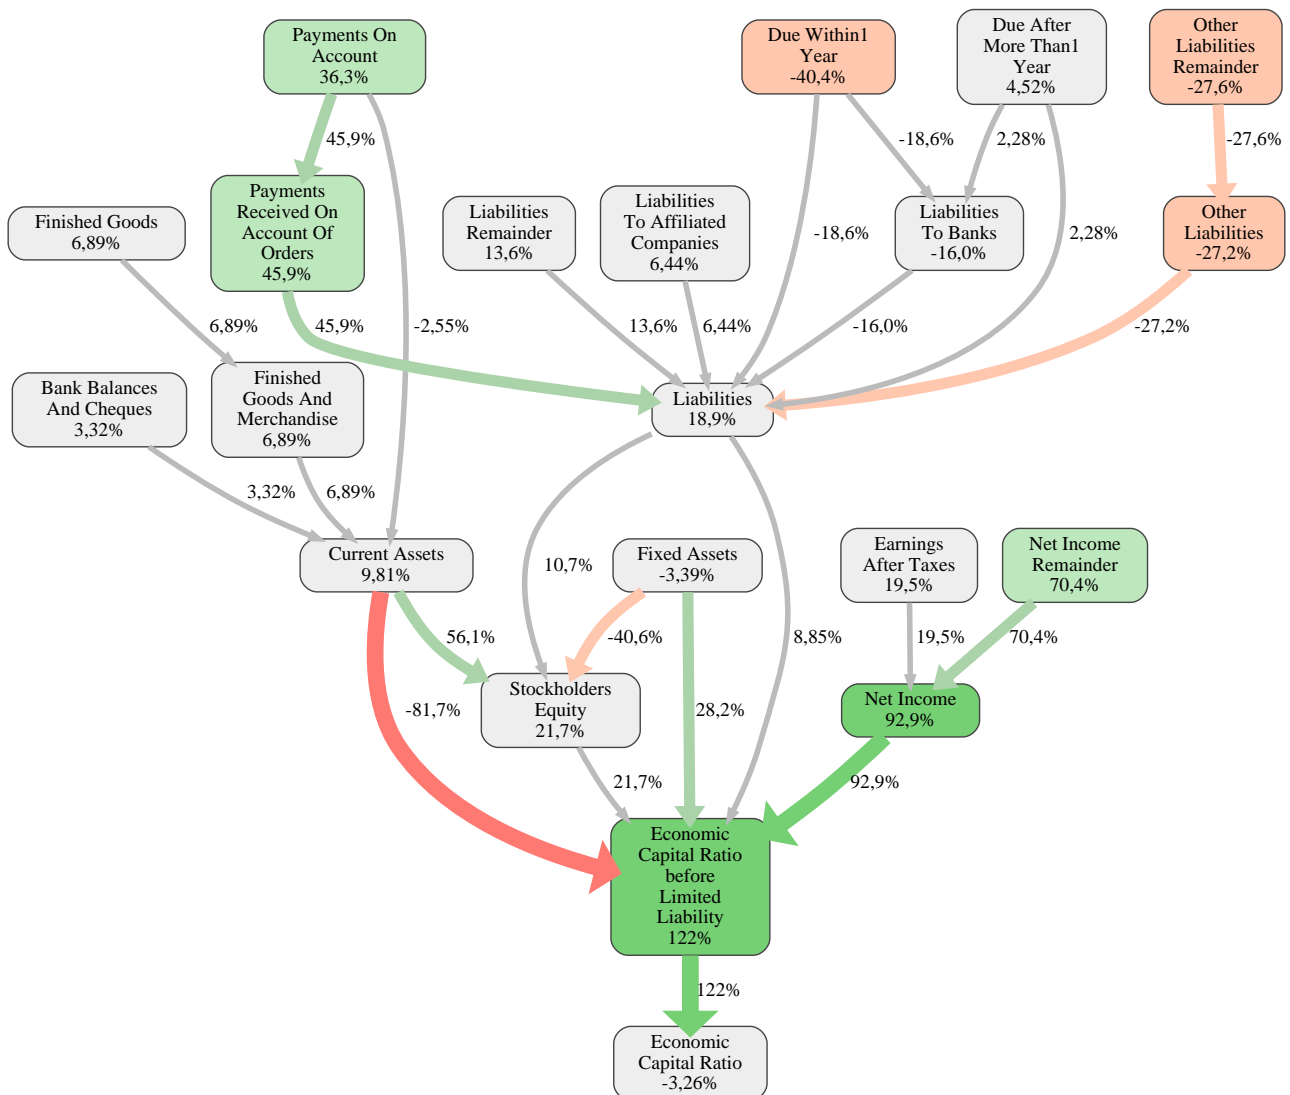 Payments On
Account
36,3%
Due Within1
Year
-40,4%
Due After
More Than1
Year
4,52%
Other
Liabilities
Remainder
-27,6%
45,9%
-18,6%
2,28%
-27,6%
Finished Goods
6,89%
Payments
Received On
Account Of
Orders
45,9%
Liabilities
Remainder
13,6%
Liabilities
To Affiliated
Companies
6,44%
Liabilities
To Banks
-16,0%
Other
Liabilities
-27,2%
-18,6%
2,28%
6,89%
45,9%
-2,55%
13,6%
6,44%
-16,0%
-27,2%
Bank Balances
And Cheques
3,32%
Finished
Goods And
Merchandise
6,89%
Liabilities
18,9%
3,32%
6,89%
Current Assets
9,81%
10,7%
Fixed Assets
-3,39%
Earnings
After Taxes
19,5%
Net Income
Remainder
70,4%
56,1%
-40,6%
8,85%
19,5%
70,4%
-81,7%
Stockholders
Equity
21,7%
28,2%
Net Income
92,9%
21,7%
92,9%
Economic
Capital Ratio
before
Limited
Liability
122%
122%
Economic
Capital Ratio
-3,26%